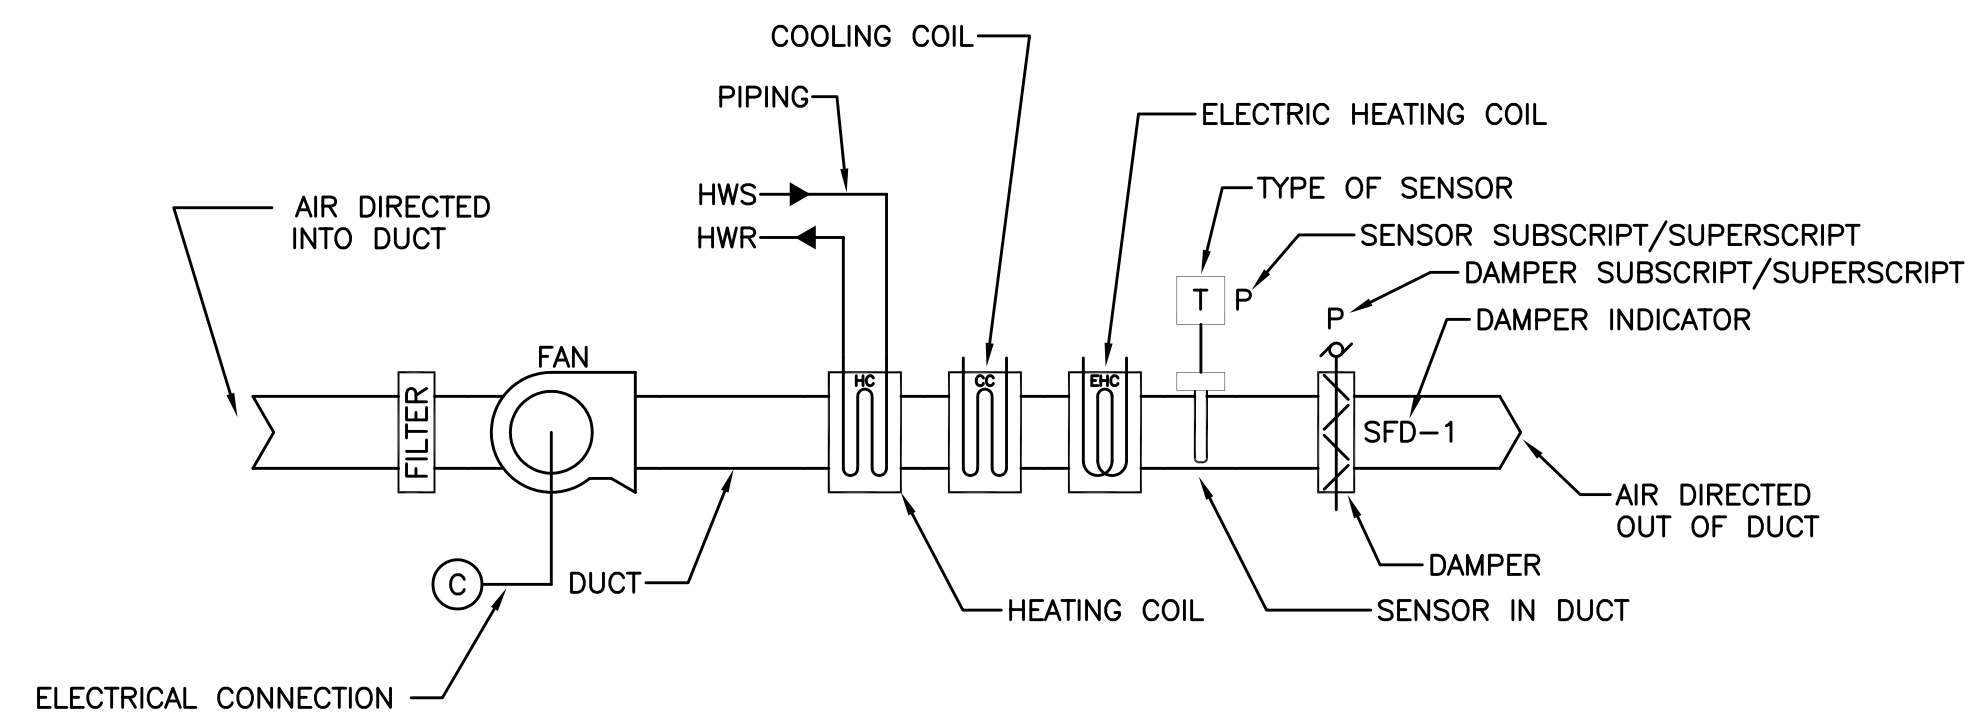 COOLING COIL
PIPING
ELECTRIC HEATING COIL
HWS
TYPE OF SENSOR
AIR DIRECTED
INTO DUCT
HWR
SENSOR SUBSCRIPT/SUPERSCRIPT
DAMPER SUBSCRIPT/SUPERSCRIPT
T
P
P
DAMPER INDICATOR
FAN
HC
CC
EHC
FILTER
SFD-1
AIR DIRECTED
OUT OF DUCT
C
DUCT
DAMPER
HEATING COIL
SENSOR IN DUCT
ELECTRICAL CONNECTION